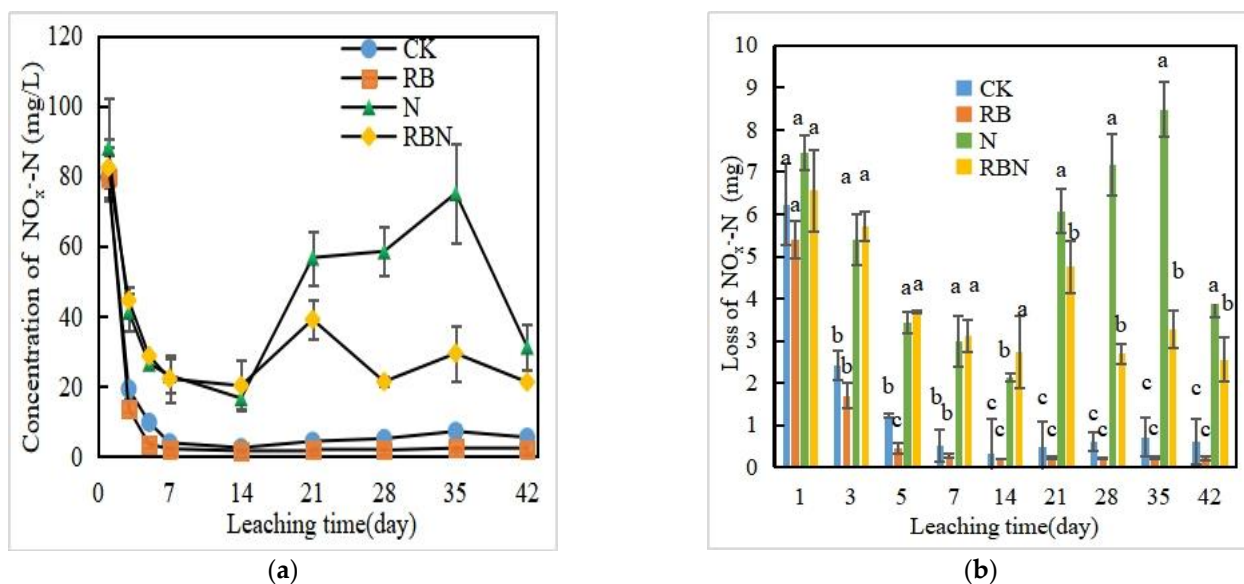 120
100
80
60
40
20
0
Concentration of NOₓ⁻-N (mg/L)
CK
RB
N
RBN
0 7 14 21 28 35 42
Leaching time(day)
(a)
10
9
8
7
6
5
4
3
2
1
0
Loss of NOₓ⁻-N (mg)
CK
RB
N
RBN
a a a a
b b a a
b c a a
b b a a
c c b a
c c a b
c c a b
c c a b
c c a b
1 3 5 7 14 21 28 35 42
Leaching time(day)
(b)